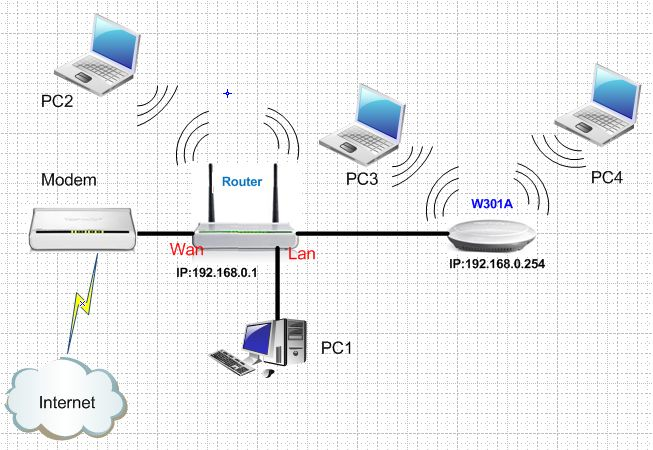 PC2
Modem
Router
PC3
PC4
W301A
Wan
Lan
IP:192.168.0.1
IP:192.168.0.254
PC1
Internet